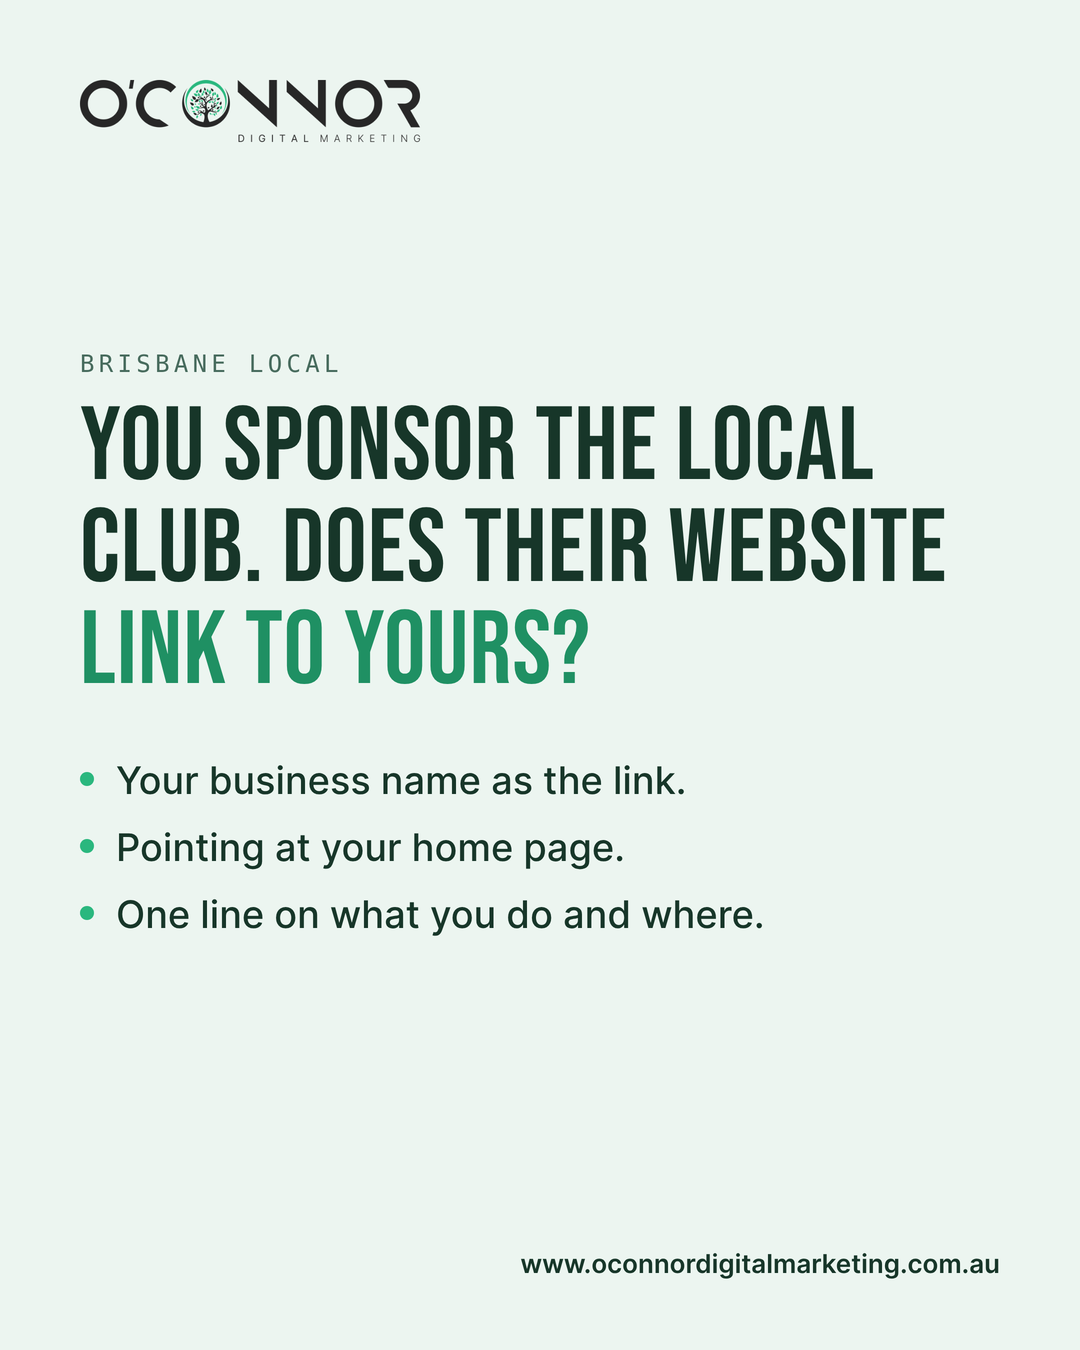 O'CONNOR
DIGITAL MARKETING
BRISBANE LOCAL
YOU SPONSOR THE LOCAL
CLUB. DOES THEIR WEBSITE
LINK TO YOURS?
Your business name as the link.
Pointing at your home page.
One line on what you do and where.
www.oconnordigitalmarketing.com.au